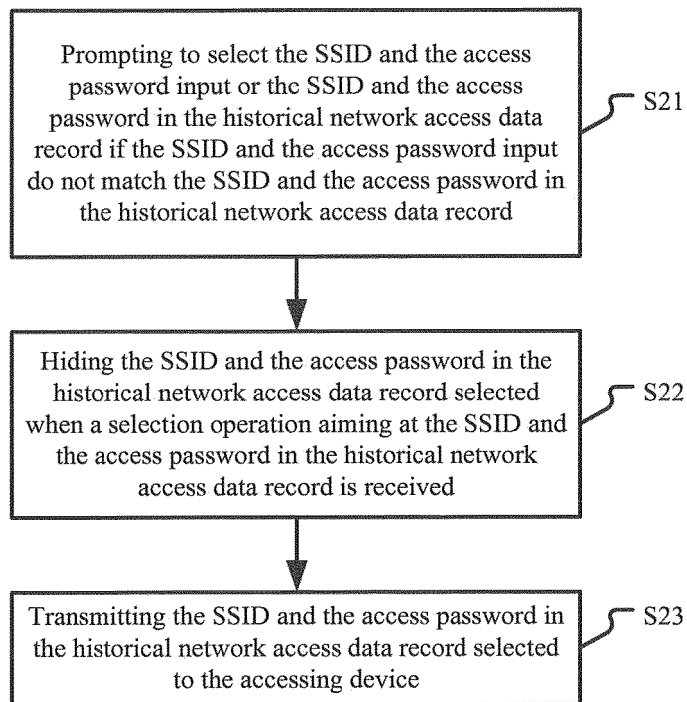 Prompting to select the SSID and the access
password input or the SSID and the access
password in the historical network access data
record if the SSID and the access password input
do not match the SSID and the access password in
the historical network access data record
S21
Hiding the SSID and the access password in the
historical network access data record selected
when a selection operation aiming at the SSID and
the access password in the historical network
access data record is received
S22
Transmitting the SSID and the access password in
the historical network access data record selected
to the accessing device
S23